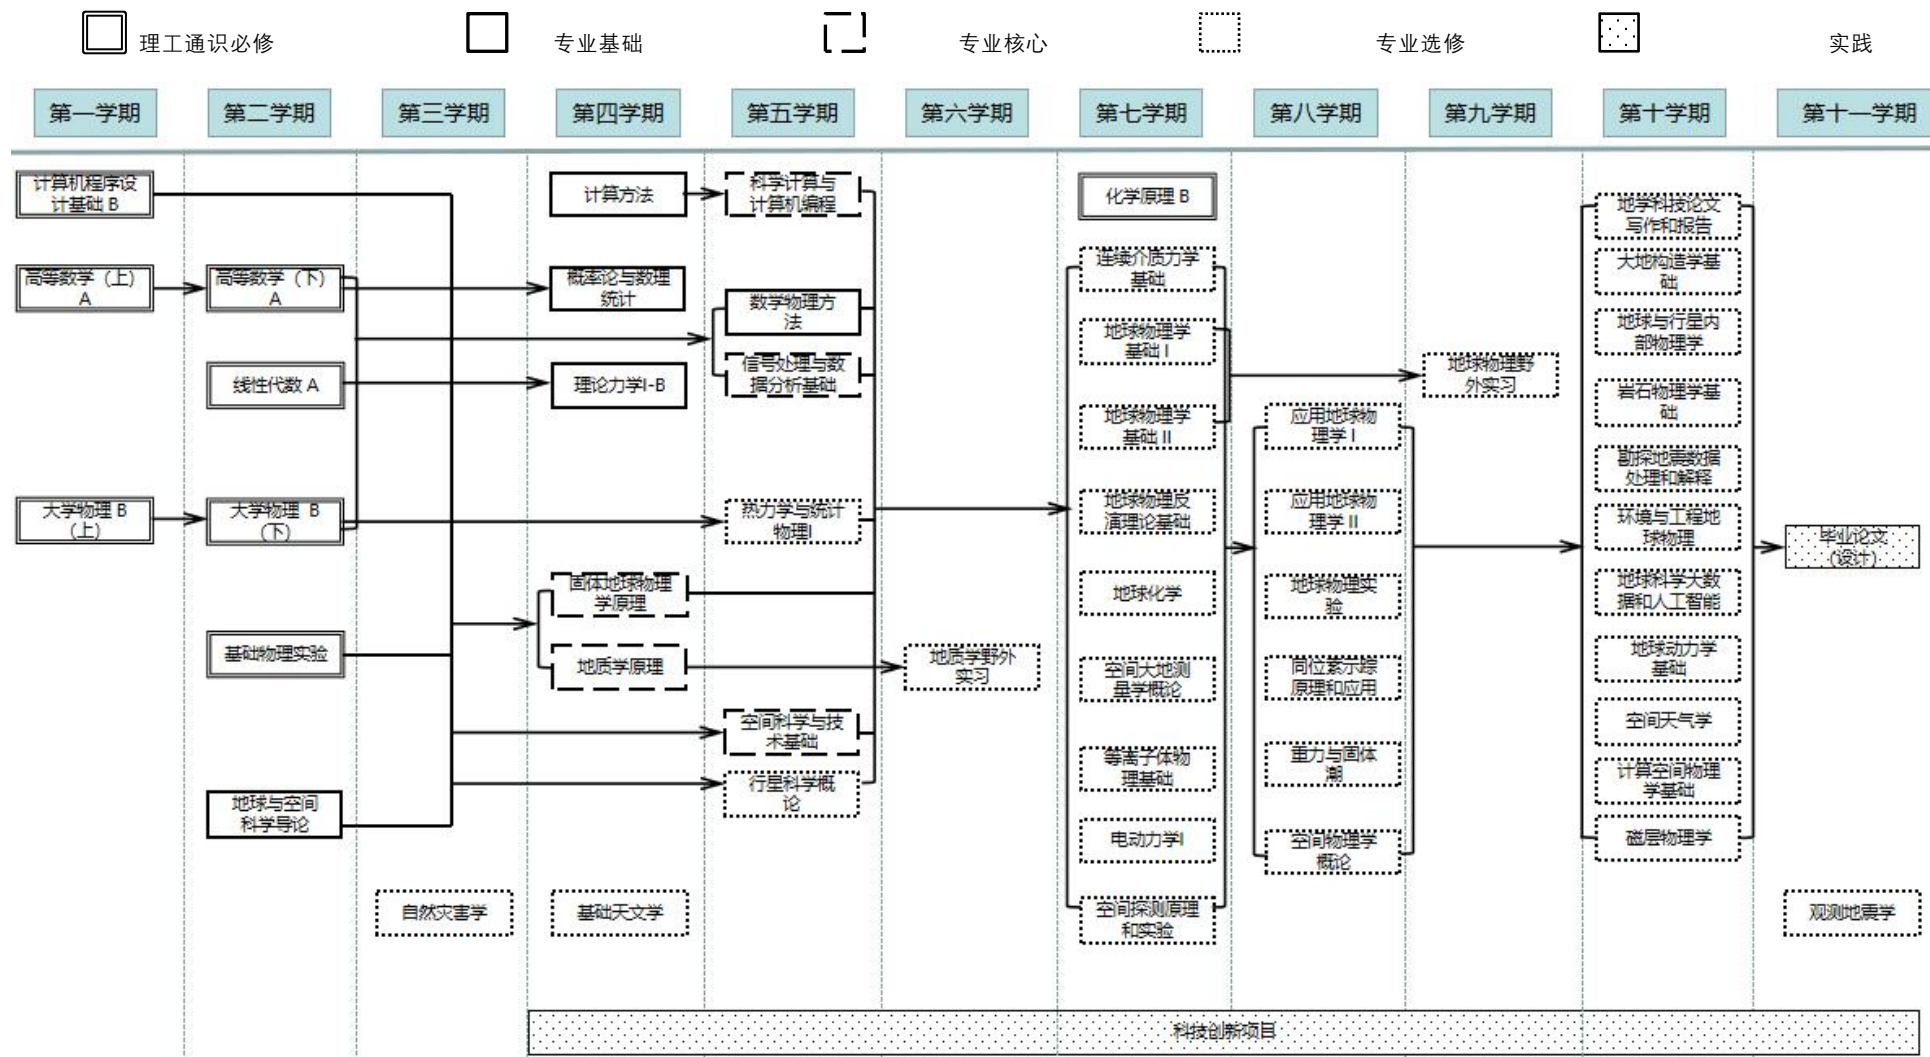 理工通识必修
专业基础
专业核心
专业选修
实践
第一学期
第二学期
第三学期
第四学期
第五学期
第六学期
第七学期
第八学期
第九学期
第十学期
第十一学期
计算机程序设
计基础 B
高等数学（上）
A
大学物理 B
（上）
高等数学（下）
A
线性代数 A
大学物理 B
（下）
基础物理实验
地球与空间
科学导论
自然灾害学
计算方法
概率论与数理
统计
理论力学I-B
固体地球物理
学原理
地质学原理
基础天文学
科学计算与
计算机编程
数学物理方
法
信号处理与数
据分析基础
热力学与统计
物理I
空间科学与技
术基础
行星科学概
论
地质学野外
实习
化学原理 B
连续介质力学
基础
地球物理学
基础 I
地球物理学
基础 II
地球物理反
演理论基础
地球化学
空间大地测
量学概论
等离子体物
理基础
电动力学I
空间探测原理
和实验
应用地球物
理学 I
应用地球物
理学 II
地球物理实
验
同位素示踪
原理和应用
重力与固体
潮
空间物理学
概论
地球物理野
外实习
地学科技论文
写作和报告
大地构造学基
础
地球与行星内
部物理学
岩石物理学基
础
勘探地震数据
处理和解释
环境与工程地
球物理
地球科学大数
据和人工智能
地球动力学
基础
空间天气学
计算空间物理
学基础
磁层物理学
毕业论文
（设计）
观测地震学
科技创新项目